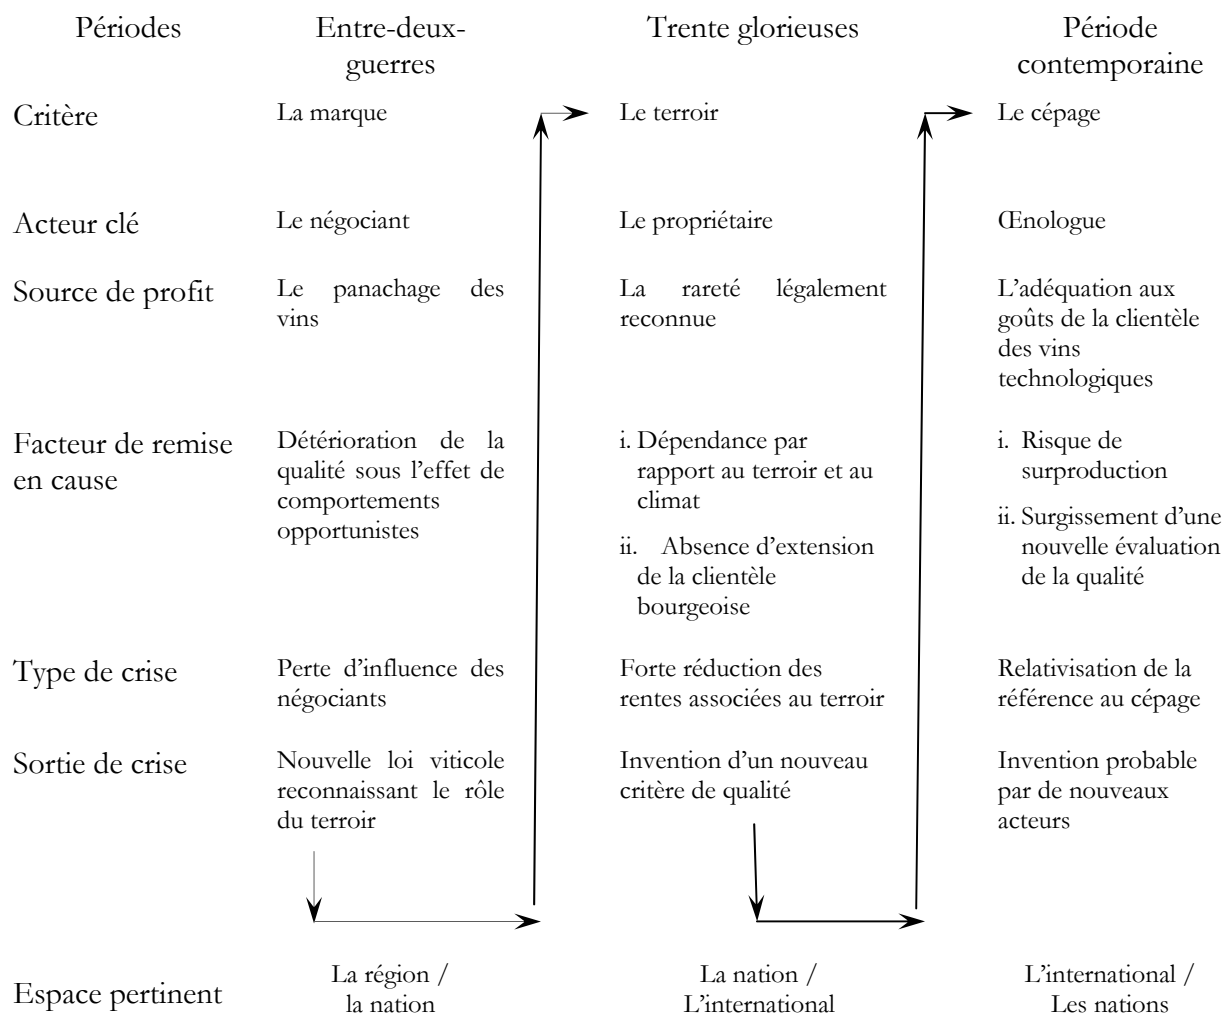 Périodes
Entre-deux-
guerres
Trente glorieuses
Période
contemporaine
Critère
La marque
Le terroir
Le cépage
Acteur clé
Le négociant
Le propriétaire
Œnologue
Source de profit
Le panachage des
vins
La rareté légalement
reconnue
L’adéquation aux
goûts de la clientèle
des vins
technologiques
Facteur de remise
en cause
Détérioration de la
qualité sous l’effet de
comportements
opportunistes
i. Dépendance par
rapport au terroir et au
climat
ii. Absence d’extension
de la clientèle
bourgeoise
i. Risque de
surproduction
ii. Surgissement d’une
nouvelle évaluation
de la qualité
Type de crise
Perte d’influence des
négociants
Forte réduction des
rentes associées au terroir
Relativisation de la
référence au cépage
Sortie de crise
Nouvelle loi viticole
reconnaissant le rôle
du terroir
Invention d’un nouveau
critère de qualité
Invention probable
par de nouveaux
acteurs
Espace pertinent
La région /
la nation
La nation /
L’international
L’international /
Les nations